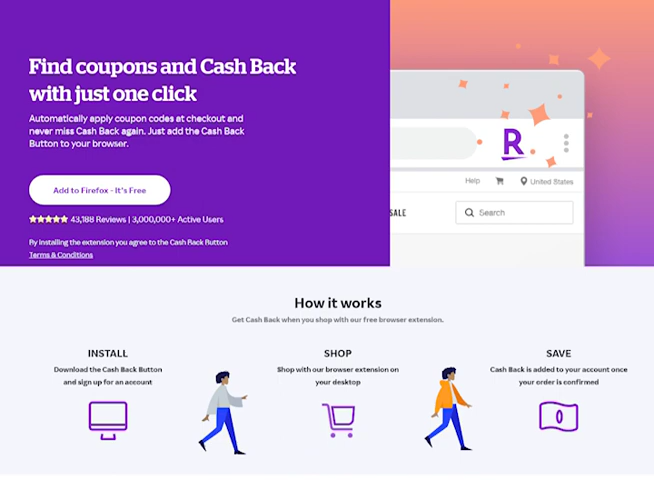 Find coupons and Cash Back
with just one click
Automatically apply coupon codes at checkout and
never miss Cash Back again. Just add the Cash Back
Button to your browser.
Add to Firefox - It's Free
43,188 Reviews | 3,000,000+ Active Users
By installing the extension you agree to the Cash Back Button
Terms & Conditions
R
Help
United States
SALE
Search
How it works
Get Cash Back when you shop with our free browser extension.
INSTALL
Download the Cash Back Button
and sign up for an account
SHOP
Shop with our browser extension on
your desktop
SAVE
Cash Back is added to your account once
your order is confirmed